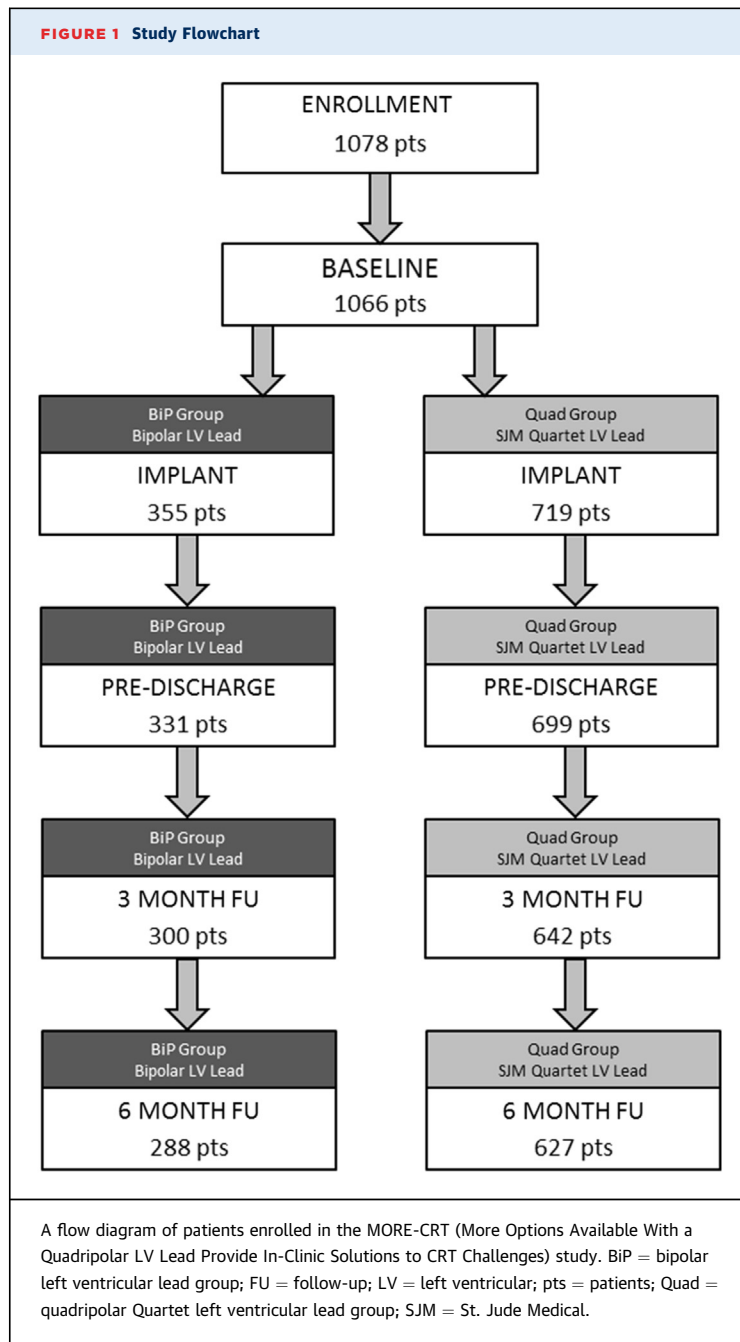 FIGURE 1 Study Flowchart
ENROLLMENT
1078 pts
BASELINE
1066 pts
BiP Group
Bipolar LV Lead
IMPLANT
355 pts
Quad Group
SJM Quartet LV Lead
IMPLANT
719 pts
BiP Group
Bipolar LV Lead
PRE-DISCHARGE
331 pts
Quad Group
SJM Quartet LV Lead
PRE-DISCHARGE
699 pts
BiP Group
Bipolar LV Lead
3 MONTH FU
300 pts
Quad Group
SJM Quartet LV Lead
3 MONTH FU
642 pts
BiP Group
Bipolar LV Lead
6 MONTH FU
288 pts
Quad Group
SJM Quartet LV Lead
6 MONTH FU
627 pts
A flow diagram of patients enrolled in the MORE-CRT (More Options Available With a
Quadripolar LV Lead Provide In-Clinic Solutions to CRT Challenges) study. BiP = bipolar
left ventricular lead group; FU = follow-up; LV = left ventricular; pts = patients; Quad =
quadripolar Quartet left ventricular lead group; SJM = St. Jude Medical.